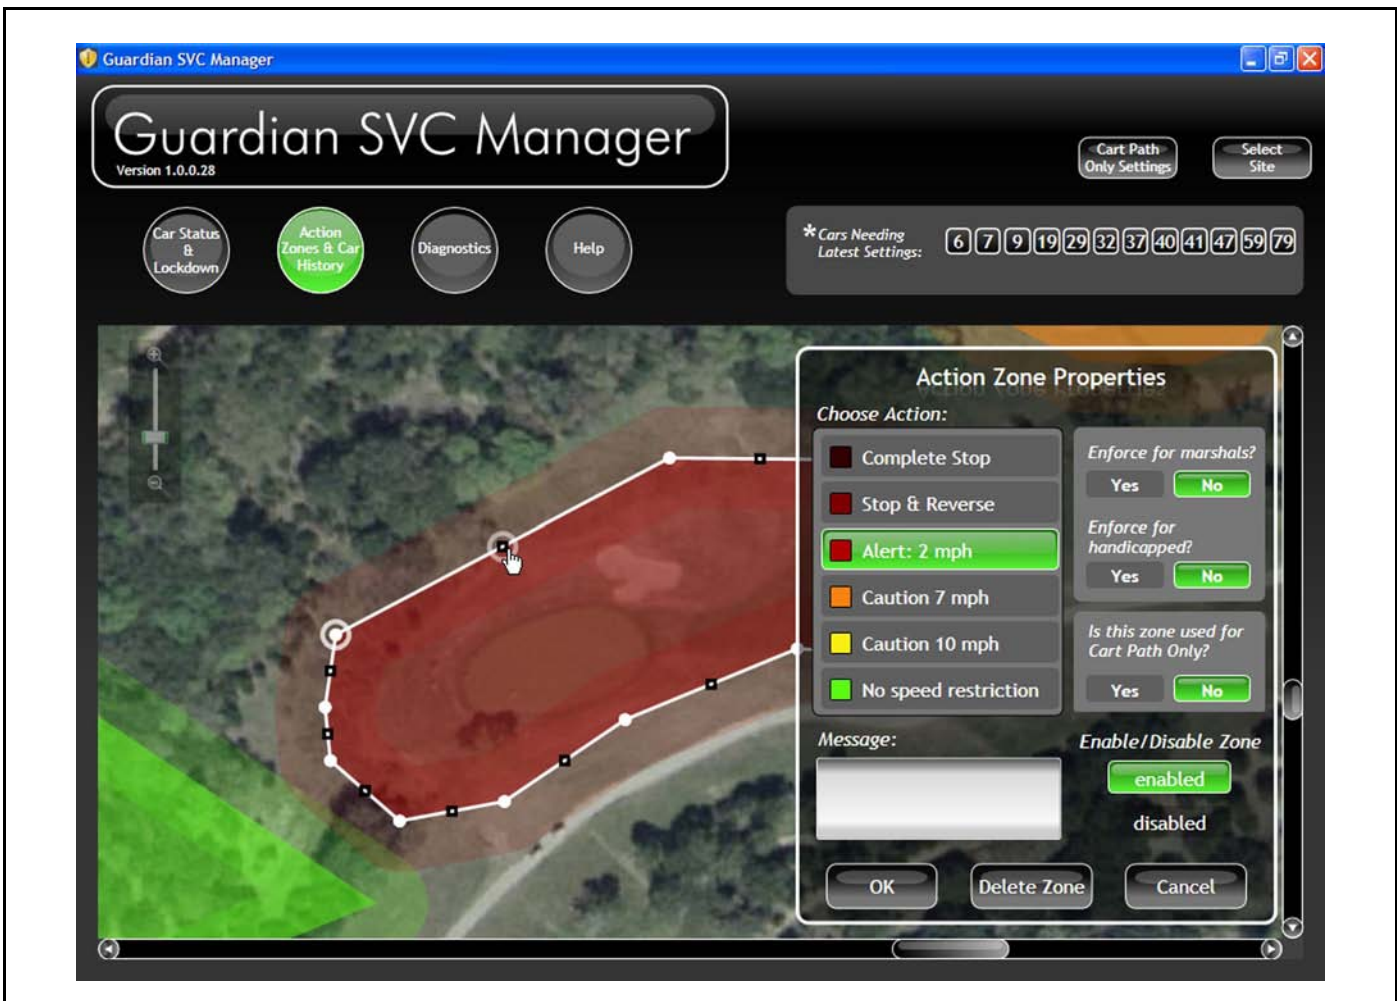 Guardian SVC Manager
Guardian SVC Manager
Version 1.0.0.28
Cart Path
Only Settings
Select
Site
Car Status
&
Lockdown
Action
Zones & Car
History
Diagnostics
Help
*Cars Needing
Latest Settings:
6 7 9 19 29 32 37 40 41 47 59 79
Action Zone Properties
Choose Action:
Complete Stop
Stop & Reverse
Alert: 2 mph
Caution 7 mph
Caution 10 mph
No speed restriction
Enforce for marshals?
Yes No
Enforce for
handicapped?
Yes No
Is this zone used for
Cart Path Only?
Yes No
Message:
Enable/Disable Zone
enabled
disabled
OK
Delete Zone
Cancel